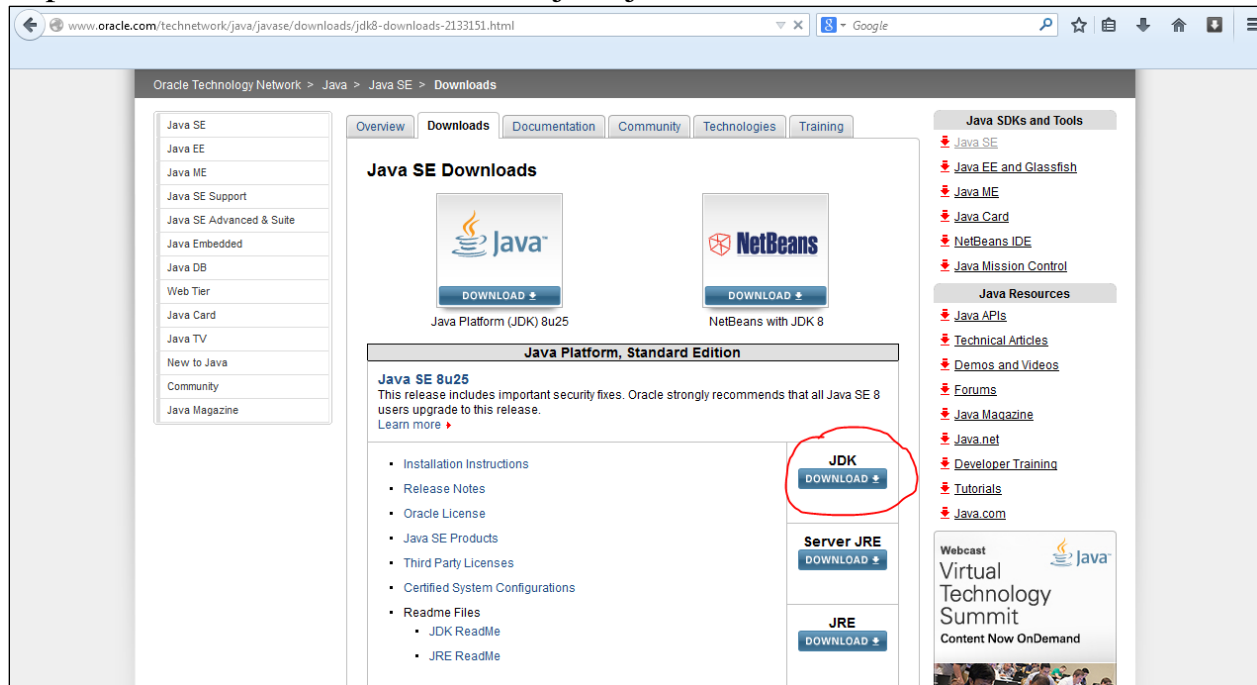 www.oracle.com/technetwork/java/javase/downloads/jdk8-downloads-2133151.html
Google
Oracle Technology Network > Java > Java SE > Downloads
Java SE
Java EE
Java ME
Java SE Support
Java SE Advanced & Suite
Java Embedded
Java DB
Web Tier
Java Card
Java TV
New to Java
Community
Java Magazine
Overview Downloads Documentation Community Technologies Training
Java SE Downloads
Java
NetBeans
DOWNLOAD
DOWNLOAD
Java Platform (JDK) 8u25
NetBeans with JDK 8
Java Platform, Standard Edition
Java SE 8u25
This release includes important security fixes. Oracle strongly recommends that all Java SE 8
users upgrade to this release.
Learn more
Installation Instructions
Release Notes
Oracle License
Java SE Products
Third Party Licenses
Certified System Configurations
Readme Files
JDK ReadMe
JRE ReadMe
JDK
DOWNLOAD
Server JRE
DOWNLOAD
JRE
DOWNLOAD
Java SDKs and Tools
Java SE
Java EE and Glassfish
Java ME
Java Card
NetBeans IDE
Java Mission Control
Java Resources
Java APIs
Technical Articles
Demos and Videos
Forums
Java Magazine
Java.net
Developer Training
Tutorials
Java.com
Webcast
Java
Virtual
Technology
Summit
Content Now OnDemand